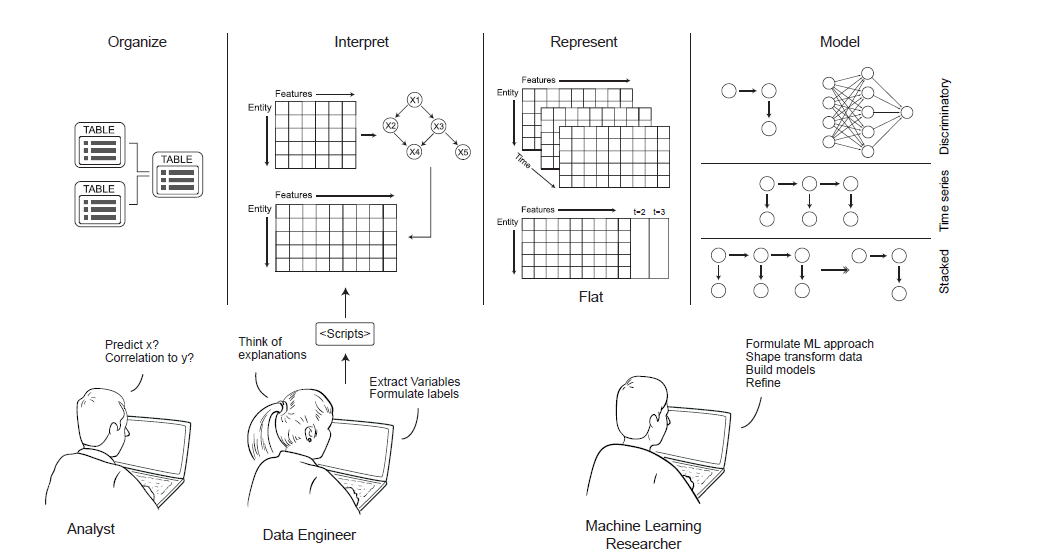 Organize
Interpret
Represent
Model
TABLE
TABLE
TABLE
Features
Entity
X1
X2
X3
X4
X5
Features
Entity
Features
Entity
Time
Features
t=2
t=3
Entity
Flat
Discriminatory
Time series
Stacked
<Scripts>
Predict x?
Correlation to y?
Think of
explanations
Extract Variables
Formulate labels
Formulate ML approach
Shape transform data
Build models
Refine
Analyst
Data Engineer
Machine Learning
Researcher